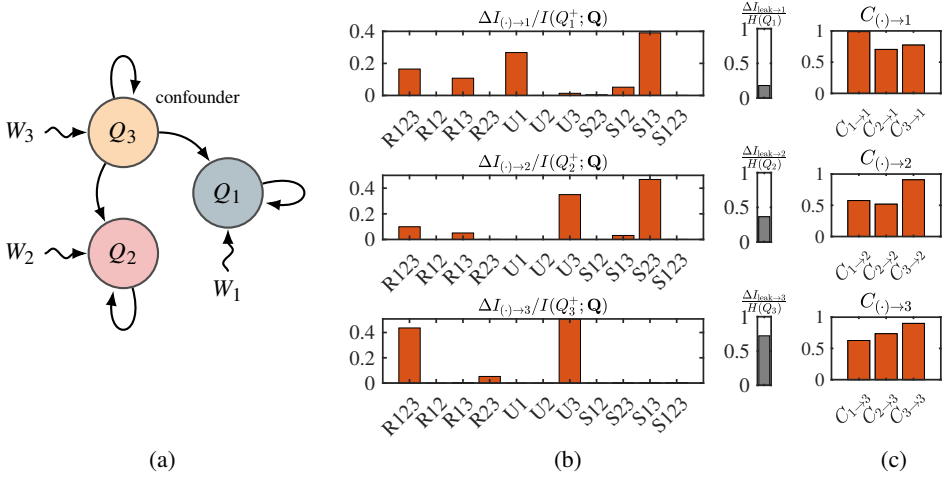 confounder
W₃
Q₃
Q₁
W₂
Q₂
W₁
(a)
ΔI₍·₎→₁/I(Q₁⁺; **Q**)
0.4
0.2
0
R123 R12 R13 R23 U1 U2 U3 S23 S12 S13 S123
ΔI_leak→1
H(Q₁)
1
0.5
0
C₍·₎→₁
1
0.5
0
C₁→₁ C₂→₁ C₃→₁
ΔI₍·₎→₂/I(Q₂⁺; **Q**)
0.4
0.2
0
R123 R12 R13 R23 U1 U2 U3 S12 S13 S23 S123
ΔI_leak→2
H(Q₂)
1
0.5
0
C₍·₎→₂
1
0.5
0
C₁→₂ C₂→₂ C₃→₂
ΔI₍·₎→₃/I(Q₃⁺; **Q**)
0.4
0.2
0
R123 R12 R13 R23 U1 U2 U3 S12 S23 S13 S123
ΔI_leak→3
H(Q₃)
1
0.5
0
C₍·₎→₃
1
0.5
0
C₁→₃ C₂→₃ C₃→₃
(b)
(c)